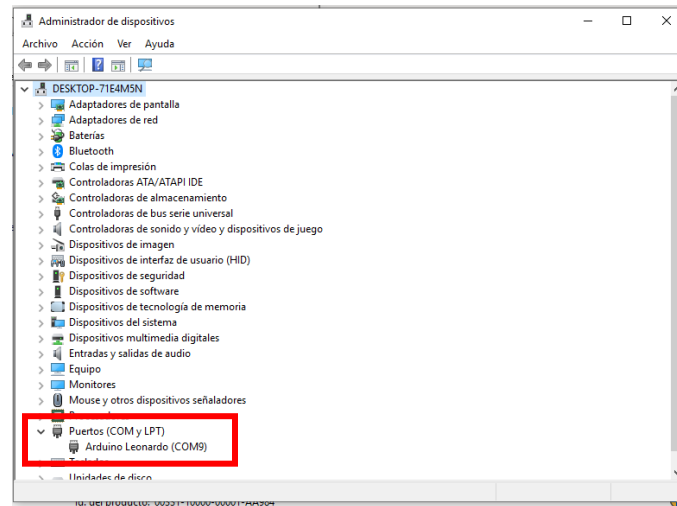 Administrador de dispositivos
Archivo Acción Ver Ayuda
DESKTOP-71E4M5N
Adaptadores de pantalla
Adaptadores de red
Baterías
Bluetooth
Colas de impresión
Controladoras ATA/ATAPI IDE
Controladoras de almacenamiento
Controladoras de bus serie universal
Controladoras de sonido y vídeo y dispositivos de juego
Dispositivos de imagen
Dispositivos de interfaz de usuario (HID)
Dispositivos de seguridad
Dispositivos de software
Dispositivos de tecnología de memoria
Dispositivos del sistema
Dispositivos multimedia digitales
Entradas y salidas de audio
Equipo
Monitores
Mouse y otros dispositivos señaladores
Puertos (COM y LPT)
Arduino Leonardo (COM9)
Unidades de disco